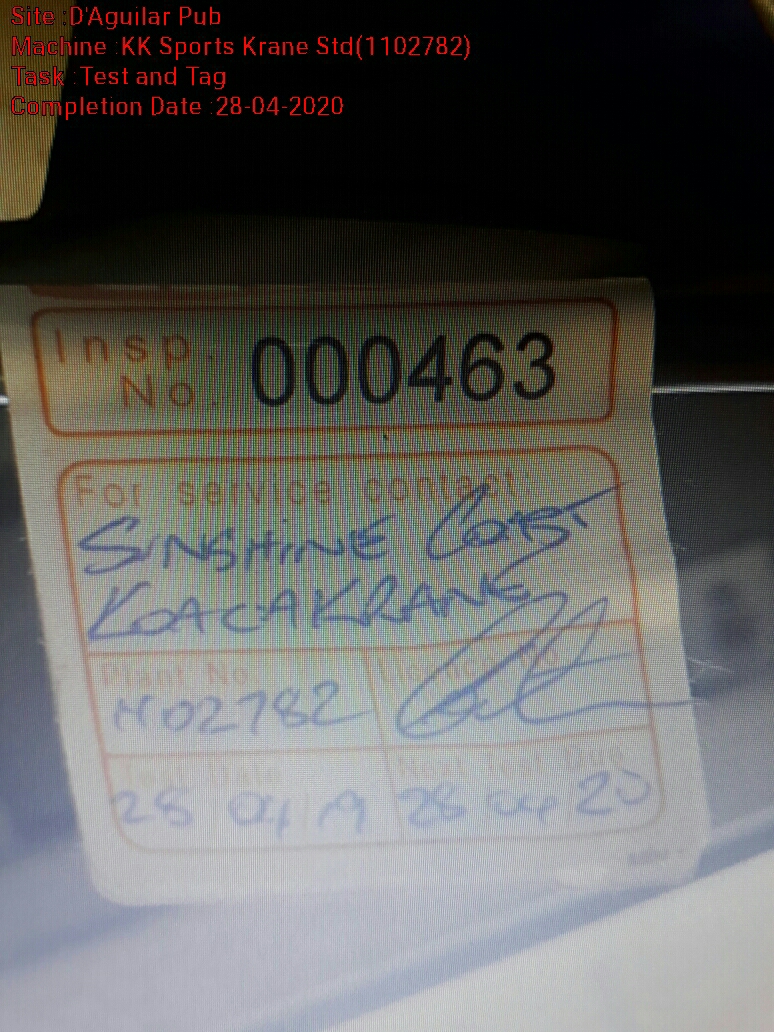 Site :D'Aguilar Pub
Machine :KK Sports Krane Std(1102782)
Task :Test and Tag
Completion Date :28-04-2020
Insp. No. 000463
For service contact:
SUNSHINE COAST
KOALAKRANE
Plant No.
1102782
Test Date Next Test Due
28 04 19 28 04 20